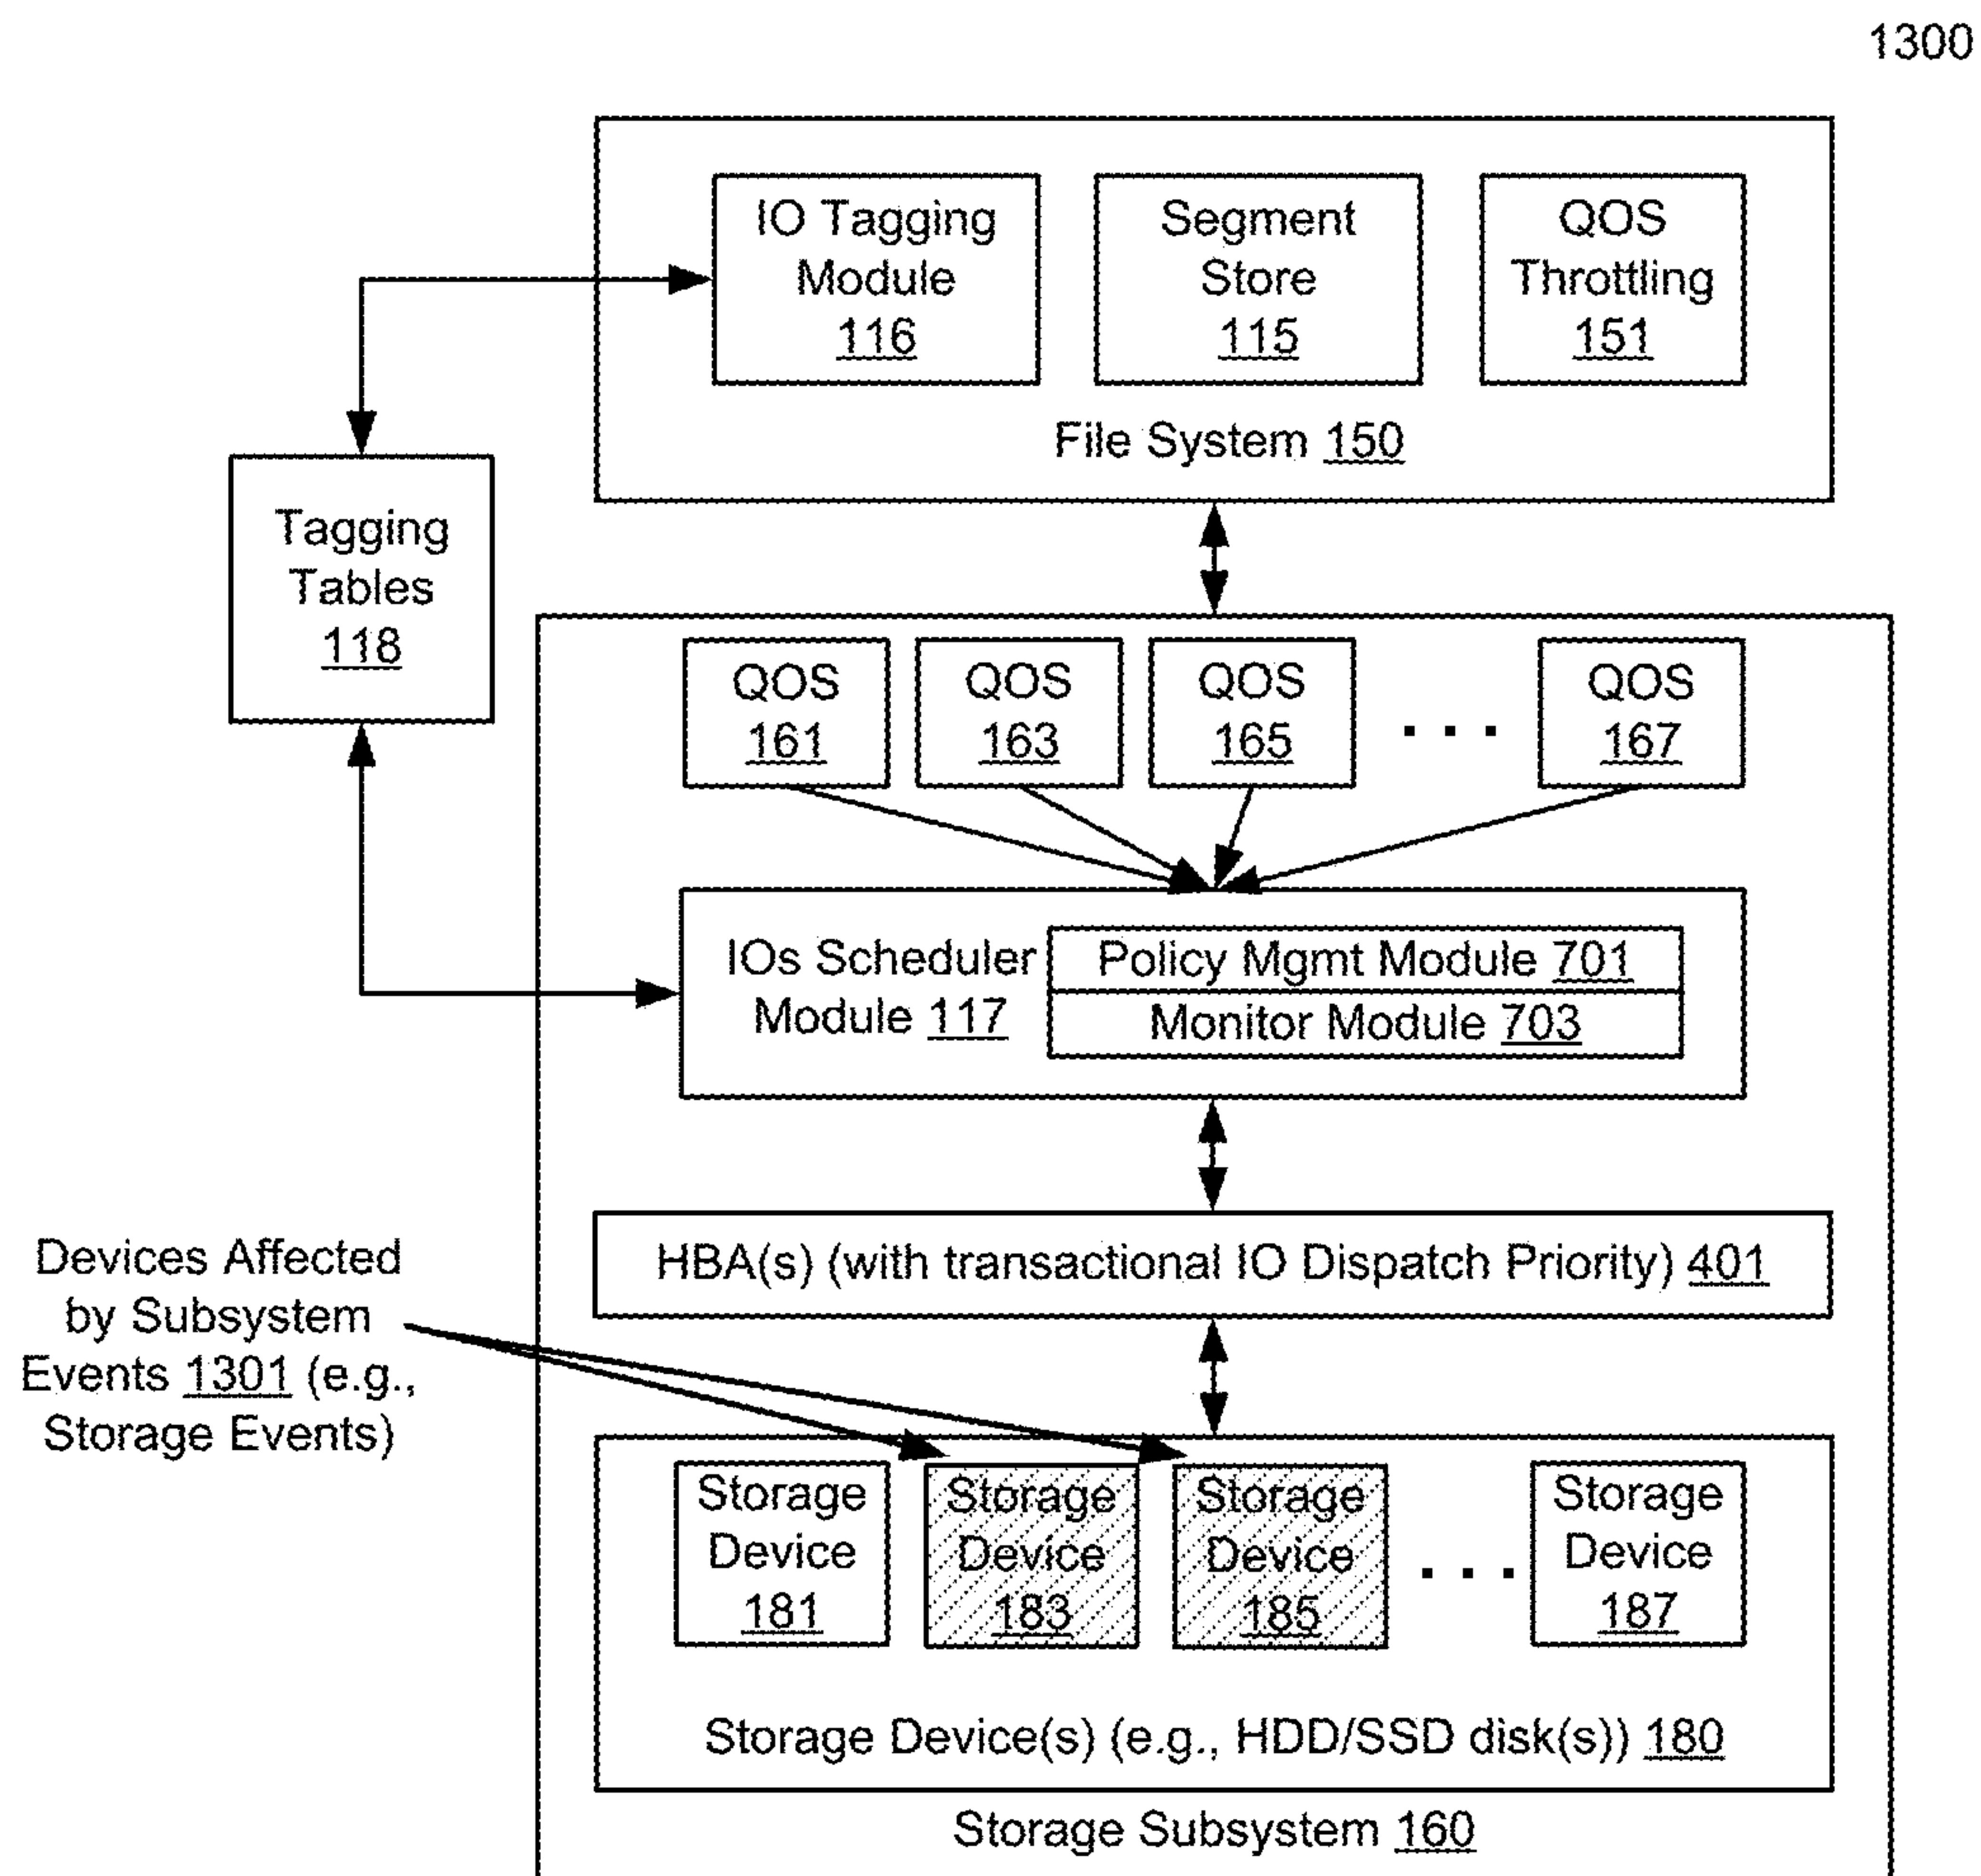 1300
IO Tagging
Module
116
Segment
Store
115
QOS
Throttling
151
File System 150
Tagging
Tables
118
QOS
161
QOS
163
QOS
165
. . .
QOS
167
IOs Scheduler
Module 117
Policy Mgmt Module 701
Monitor Module 703
HBA(s) (with transactional IO Dispatch Priority) 401
Devices Affected
by Subsystem
Events 1301 (e.g.,
Storage Events)
Storage
Device
181
Storage
Device
183
Storage
Device
185
. . .
Storage
Device
187
Storage Device(s) (e.g., HDD/SSD disk(s)) 180
Storage Subsystem 160